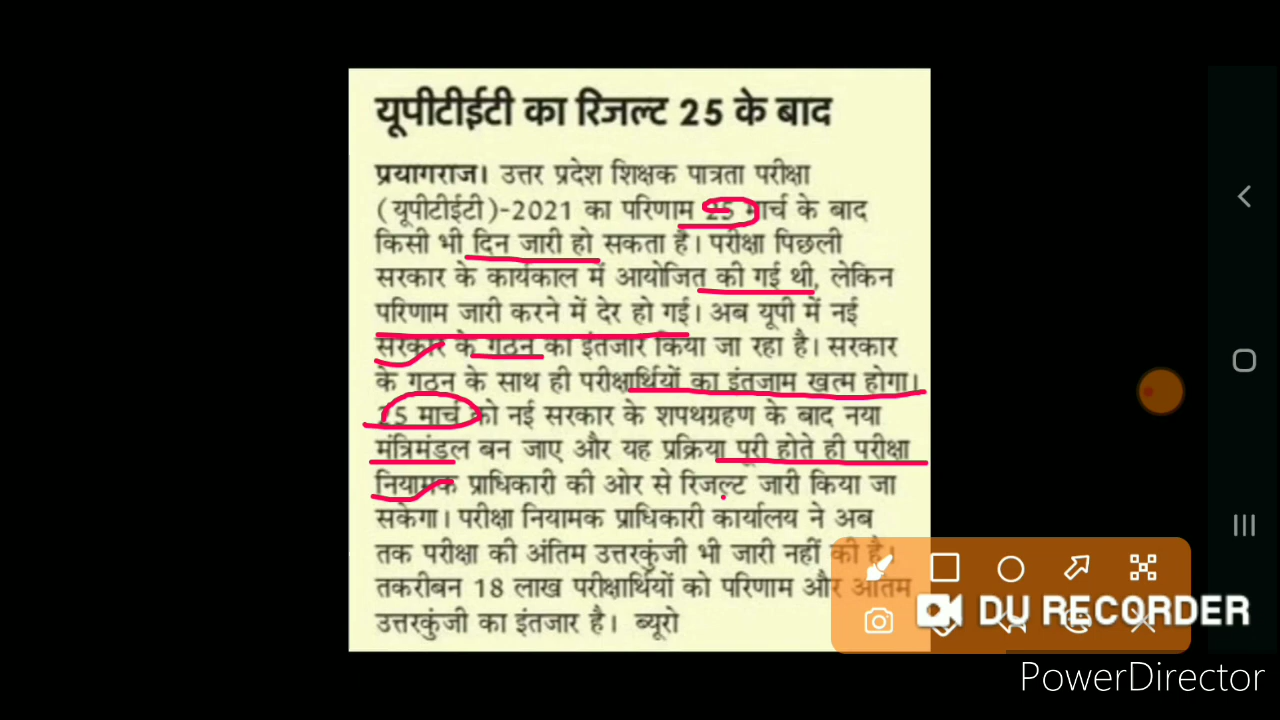 यूपीटीईटी का रिजल्ट 25 के बाद
प्रयागराज। उत्तर प्रदेश शिक्षक पात्रता परीक्षा
(यूपीटीईटी)-2021 का परिणाम 25 मार्च के बाद
किसी भी दिन जारी हो सकता है। परीक्षा पिछली
सरकार के कार्यकाल में आयोजित की गई थी, लेकिन
परिणाम जारी करने में देर हो गई। अब यूपी में नई
सरकार के गठन का इंतजार किया जा रहा है। सरकार
के गठन के साथ ही परीक्षार्थियों का इंतजाम खत्म होगा।
25 मार्च को नई सरकार के शपथग्रहण के बाद नया
मंत्रिमंडल बन जाए और यह प्रक्रिया पूरी होते ही परीक्षा
नियामक प्राधिकारी की ओर से रिजल्ट जारी किया जा
सकेगा। परीक्षा नियामक प्राधिकारी कार्यालय ने अब
तक परीक्षा की अंतिम उत्तरकुंजी भी जारी नहीं की है।
तकरीबन 18 लाख परीक्षार्थियों को परिणाम और अंतिम
उत्तरकुंजी का इंतजार है। ब्यूरो
DU RECORDER
PowerDirector